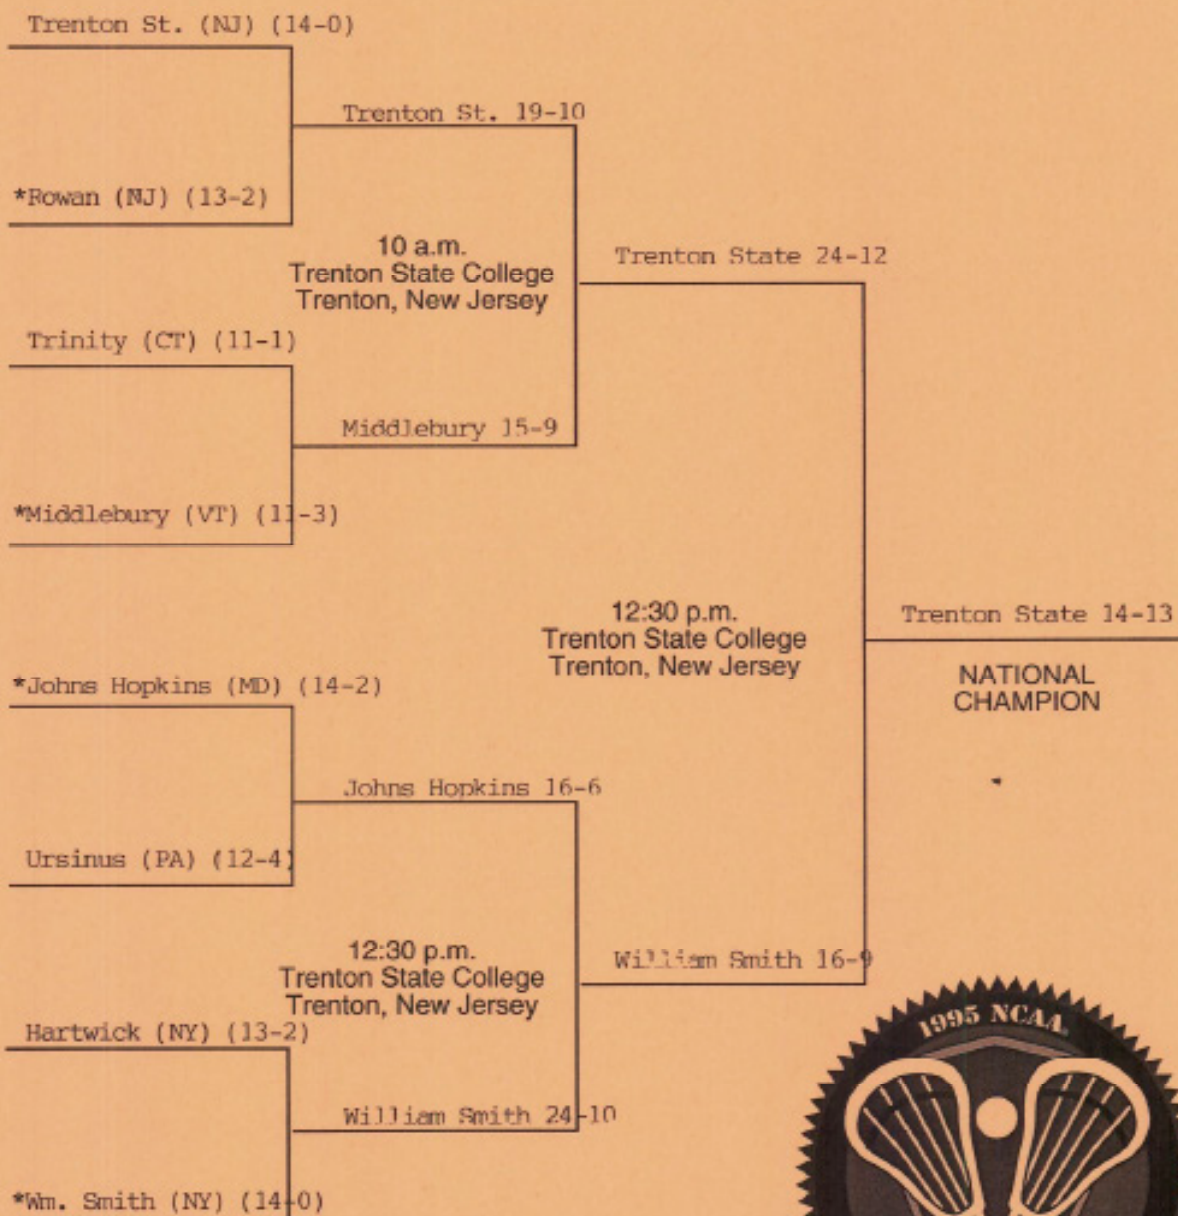 Trenton St. (NJ) (14-0)
Trenton St. 19-10
*Rowan (NJ) (13-2)
10 a.m.
Trenton State College
Trenton, New Jersey
Trenton State 24-12
Trinity (CT) (11-1)
Middlebury 15-9
*Middlebury (VT) (11-3)
12:30 p.m.
Trenton State College
Trenton, New Jersey
Trenton State 14-13
NATIONAL
CHAMPION
*Johns Hopkins (MD) (14-2)
Johns Hopkins 16-6
Ursinus (PA) (12-4)
12:30 p.m.
Trenton State College
Trenton, New Jersey
William Smith 16-9
Hartwick (NY) (13-2)
William Smith 24-10
*Wm. Smith (NY) (14-0)
1995 NCAA